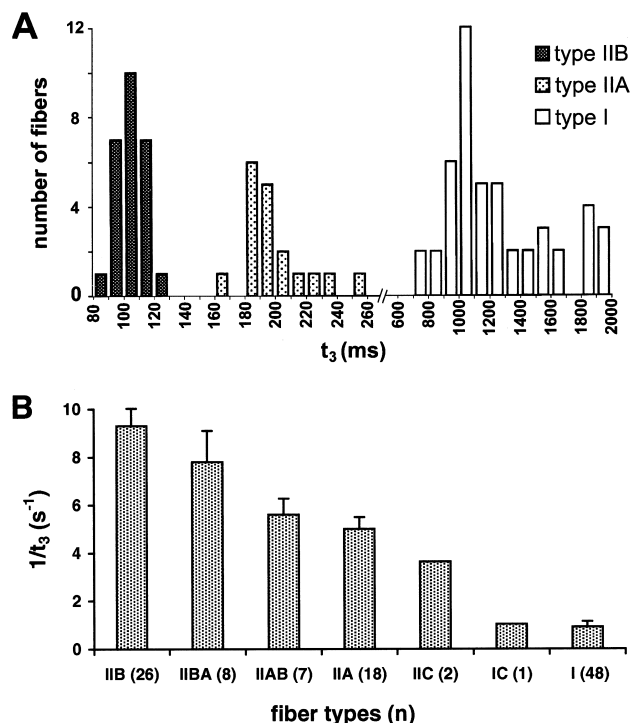 A
number of fibers
12
8
4
0
type IIB
type IIA
type I
80 100 120 140 160 180 200 220 240 260 600 800 1000 1200 1400 1600 1800 2000
t3 (ms)
B
1/t3 (s-1)
10
8
6
4
2
0
IIB (26) IIBA (8) IIAB (7) IIA (18) IIC (2) IC (1) I (48)
fiber types (n)